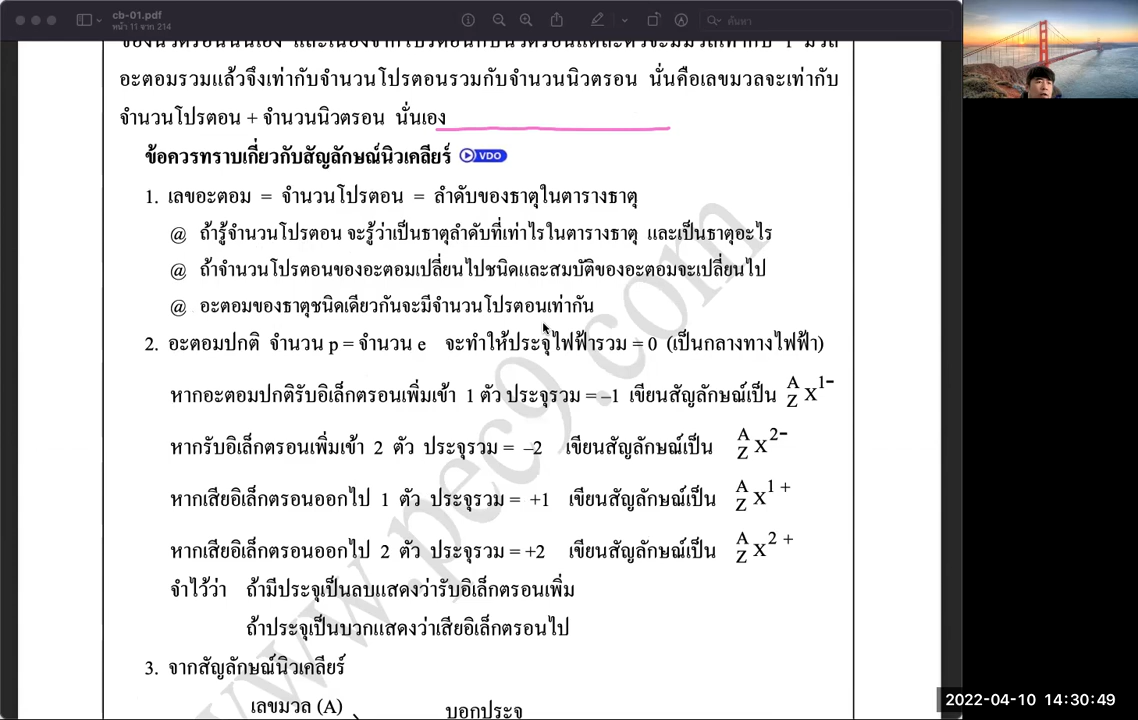 cb-01.pdf
หน้า 11 จาก 214
ค้นหา
ของนิวตรอนนั่นเอง และเนื่องจากโปรตอนกับนิวตรอนแต่ละตัวจะมีมวลเท่ากับ 1 มวล
อะตอมรวมแล้วจึงเท่ากับจำนวนโปรตอนรวมกับจำนวนนิวตรอน นั่นคือเลขมวลจะเท่ากับ
จำนวนโปรตอน + จำนวนนิวตรอน นั่นเอง
ข้อควรทราบเกี่ยวกับสัญลักษณ์นิวเคลียร์ VDO
1. เลขอะตอม = จำนวนโปรตอน = ลำดับของธาตุในตารางธาตุ
@ ถ้ารู้จำนวนโปรตอน จะรู้ว่าเป็นธาตุลำดับที่เท่าไรในตารางธาตุ และเป็นธาตุอะไร
@ ถ้าจำนวนโปรตอนของอะตอมเปลี่ยนไปชนิดและสมบัติของอะตอมจะเปลี่ยนไป
@ อะตอมของธาตุชนิดเดียวกันจะมีจำนวนโปรตอนเท่ากัน
2. อะตอมปกติ จำนวน p = จำนวน e จะทำให้ประจุไฟฟ้ารวม = 0 (เป็นกลางทางไฟฟ้า)
หากอะตอมปกติรับอิเล็กตรอนเพิ่มเข้า 1 ตัว ประจุรวม = –1 เขียนสัญลักษณ์เป็น A Z X 1–
หากรับอิเล็กตรอนเพิ่มเข้า 2 ตัว ประจุรวม = –2 เขียนสัญลักษณ์เป็น A Z X 2–
หากเสียอิเล็กตรอนออกไป 1 ตัว ประจุรวม = +1 เขียนสัญลักษณ์เป็น A Z X 1 +
หากเสียอิเล็กตรอนออกไป 2 ตัว ประจุรวม = +2 เขียนสัญลักษณ์เป็น A Z X 2 +
จำไว้ว่า ถ้ามีประจุเป็นลบแสดงว่ารับอิเล็กตรอนเพิ่ม
ถ้าประจุเป็นบวกแสดงว่าเสียอิเล็กตรอนไป
3. จากสัญลักษณ์นิวเคลียร์
เลขมวล (A)
บอกประจุ
www.pec9.com
2022-04-10 14:30:49